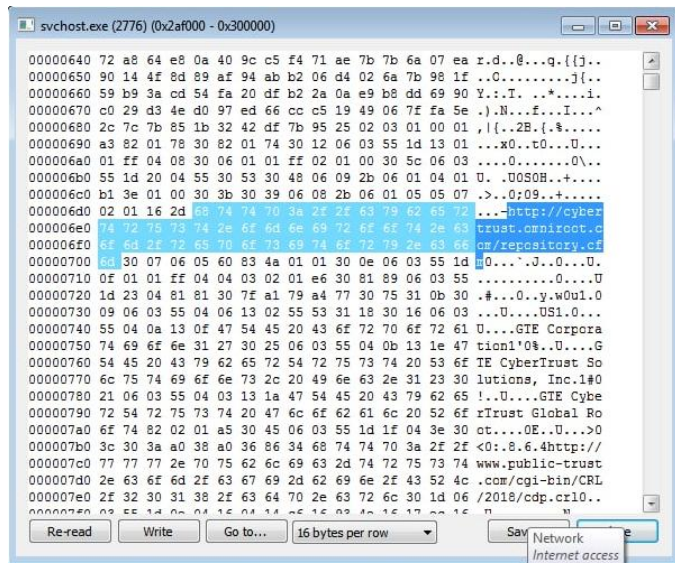 svchost.exe (2776) (0x2af000 - 0x300000)
00000640 72 a8 64 e8 0a 40 9c c5 f4 71 ae 7b 7b 6a 07 ea r.d..@...q.{{j..
00000650 90 14 4f 8d 89 af 94 ab b2 06 d4 02 6a 7b 98 1f ..O.........j{..
00000660 59 b9 3a cd 54 fa 20 df b2 2a 0a e9 b8 dd 69 90 Y.:.T. ..*....i.
00000670 c0 29 d3 4e d0 97 ed 66 cc c5 19 49 06 7f fa 5e .).N...f...I...^
00000680 2c 7c 7b 85 1b 32 42 df 7b 95 25 02 03 01 00 01 ,|{..2B.{.%.....
00000690 a3 82 01 78 30 82 01 74 30 12 06 03 55 1d 13 01 ...x0..t0...U...
000006a0 01 ff 04 08 30 06 01 01 ff 02 01 00 30 5c 06 03 ....0.......0\..
000006b0 55 1d 20 04 55 30 53 30 48 06 09 2b 06 01 04 01 U. .U0S0H..+....
000006c0 b1 3e 01 00 30 3b 30 39 06 08 2b 06 01 05 05 07 .>..0;09..+.....
000006d0 02 01 16 2d 68 74 74 70 3a 2f 2f 63 79 62 65 72 ...-http://cyber
000006e0 74 72 75 73 74 2e 6f 6d 6e 69 72 6f 6f 74 2e 63 trust.omniroot.c
000006f0 6f 6d 2f 72 65 70 6f 73 69 74 6f 72 79 2e 63 66 om/repository.cf
00000700 6d 30 07 06 05 60 83 4a 01 01 30 0e 06 03 55 1d m0...`.J..0...U.
00000710 0f 01 01 ff 04 04 03 02 01 e6 30 81 89 06 03 55 ..........0....U
00000720 1d 23 04 81 81 30 7f a1 79 a4 77 30 75 31 0b 30 .#...0..y.w0u1.0
00000730 09 06 03 55 04 06 13 02 55 53 31 18 30 16 06 03 ...U....US1.0...
00000740 55 04 0a 13 0f 47 54 45 20 43 6f 72 70 6f 72 61 U....GTE Corpora
00000750 74 69 6f 6e 31 27 30 25 06 03 55 04 0b 13 1e 47 tion1'0%..U....G
00000760 54 45 20 43 79 62 65 72 54 72 75 73 74 20 53 6f TE CyberTrust So
00000770 6c 75 74 69 6f 6e 73 2c 20 49 6e 63 2e 31 23 30 lutions, Inc.1#0
00000780 21 06 03 55 04 03 13 1a 47 54 45 20 43 79 62 65 !..U....GTE Cybe
00000790 72 54 72 75 73 74 20 47 6c 6f 62 61 6c 20 52 6f rTrust Global Ro
000007a0 6f 74 82 02 01 a5 30 45 06 03 55 1d 1f 04 3e 30 ot....0E..U...>0
000007b0 3c 30 3a a0 38 a0 36 86 34 68 74 74 70 3a 2f 2f <0:.8.6.4http://
000007c0 77 77 77 2e 70 75 62 6c 69 63 2d 74 72 75 73 74 www.public-trust
000007d0 2e 63 6f 6d 2f 63 67 69 2d 62 69 6e 2f 43 52 4c .com/cgi-bin/CRL
000007e0 2f 32 30 31 38 2f 63 64 70 2e 63 72 6c 30 1d 06 /2018/cdp.crl0..
Re-read Write Go to... 16 bytes per row
Network
Internet access